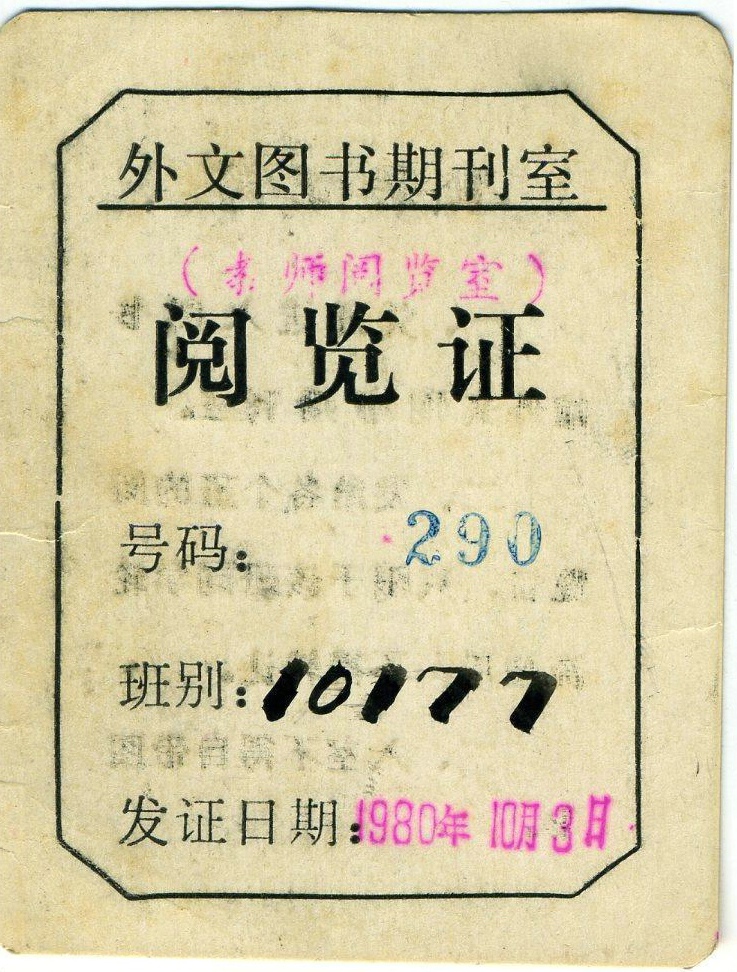 外文图书期刊室
(教师阅览室)
阅览证
号码: 290
班别: 10177
发证日期: 1980年 10月 3日